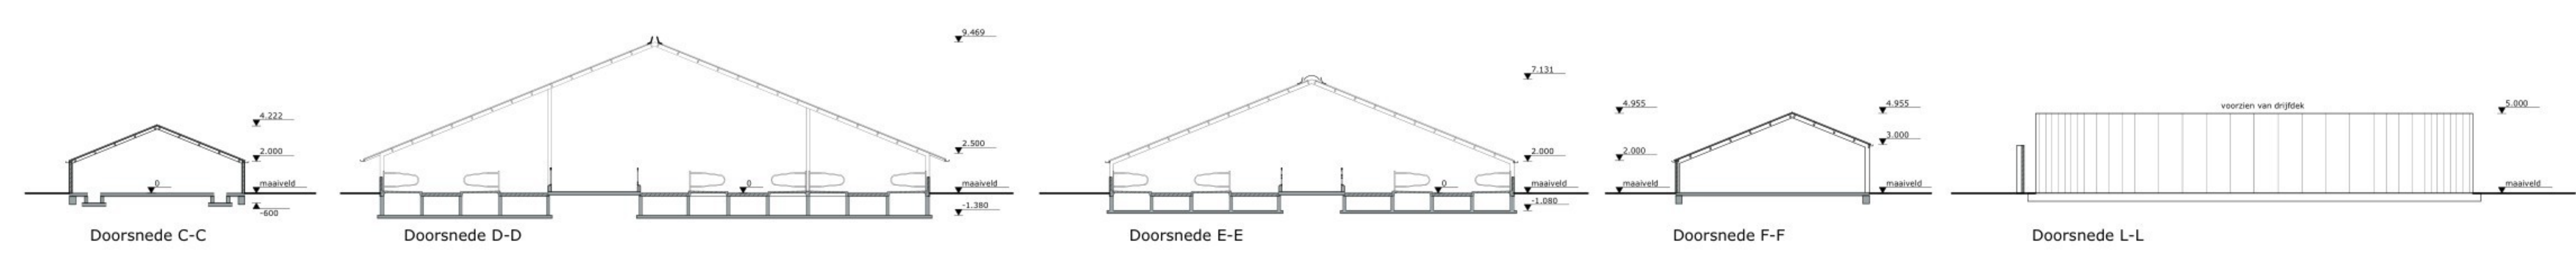 4.222
2.000
0
maaiveld
-600
Doorsnede C-C
9.469
2.500
0
maaiveld
-1.380
Doorsnede D-D
7.131
2.000
0
maaiveld
-1.080
Doorsnede E-E
4.955
2.000
maaiveld
4.955
3.000
maaiveld
Doorsnede F-F
voorzien van drijfdek
5.000
maaiveld
Doorsnede L-L